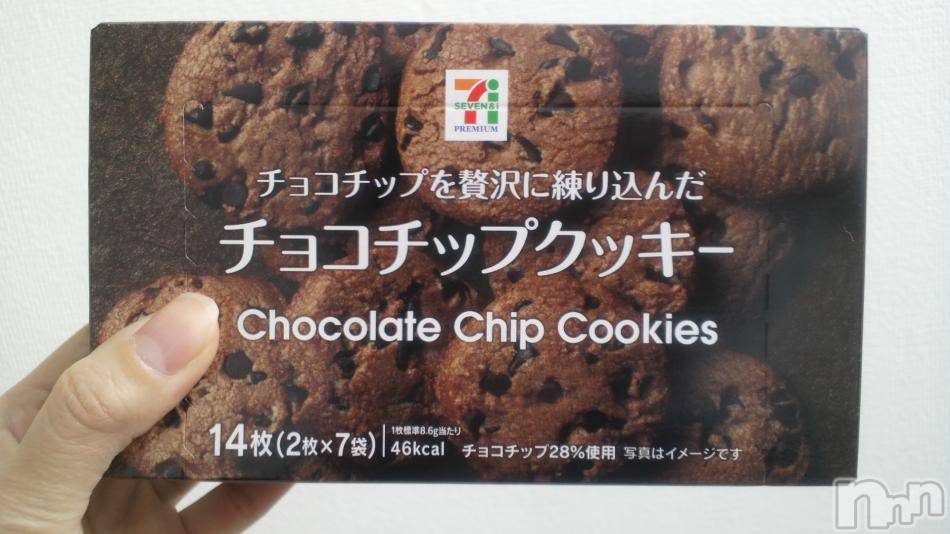 SEVEN&i
PREMIUM
チョコチップを贅沢に練り込んだ
チョコチップクッキー
Chocolate Chip Cookies
14枚(2枚×7袋)
1枚標準8.6g当たり
46kcal
チョコチップ28%使用 写真はイメージです
nnn